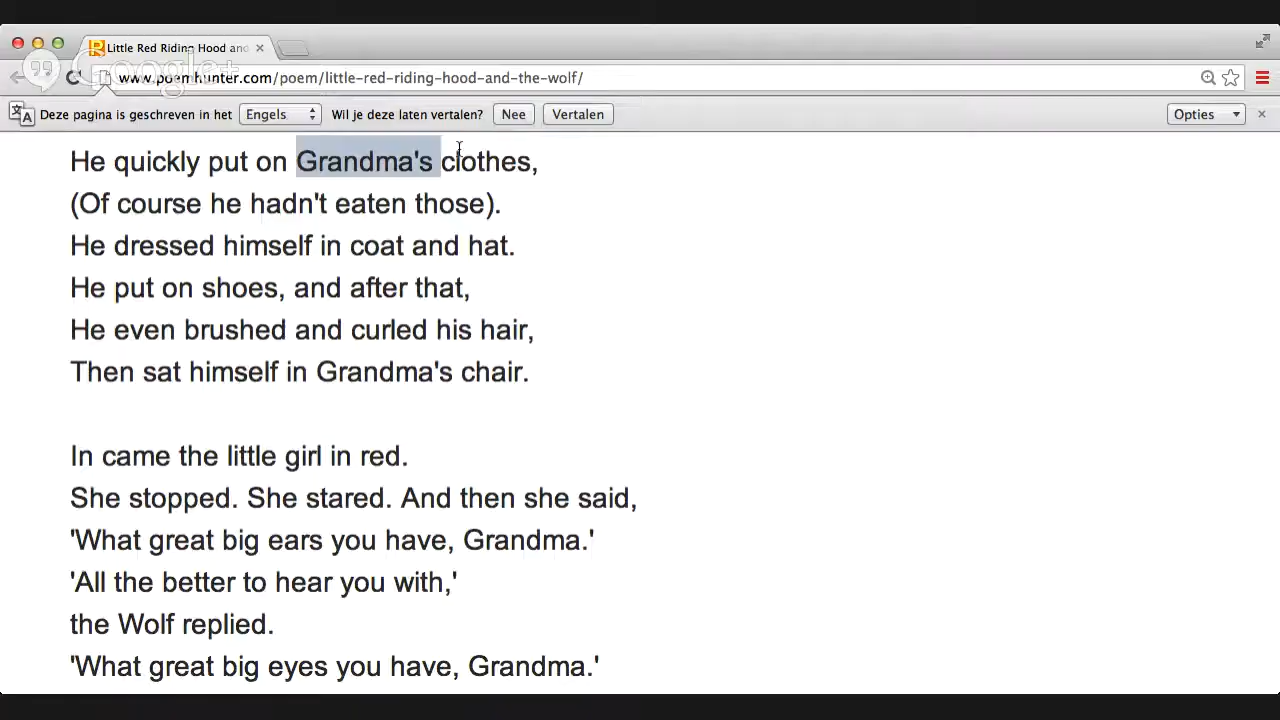 Little Red Riding Hood and
Google+
www.poemhunter.com/poem/little-red-riding-hood-and-the-wolf/
Deze pagina is geschreven in het Engels Wil je deze laten vertalen? Nee Vertalen Opties
He quickly put on Grandma's clothes,
(Of course he hadn't eaten those).
He dressed himself in coat and hat.
He put on shoes, and after that,
He even brushed and curled his hair,
Then sat himself in Grandma's chair.
In came the little girl in red.
She stopped. She stared. And then she said,
'What great big ears you have, Grandma.'
'All the better to hear you with,'
the Wolf replied.
'What great big eyes you have, Grandma.'